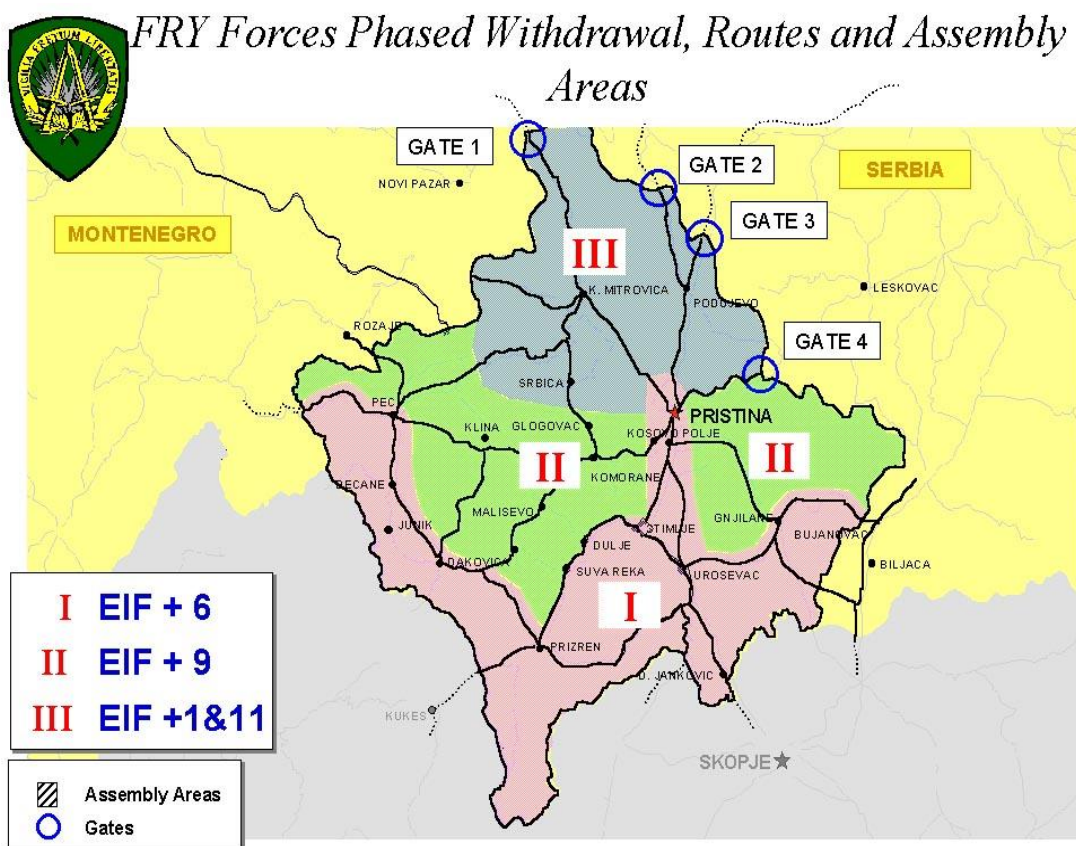 FRY Forces Phased Withdrawal, Routes and Assembly
Areas
VIGILIA PRETIUM LIBERTATIS
GATE 1
GATE 2
SERBIA
NOVI PAZAR
MONTENEGRO
GATE 3
III
K. MITROVICA
PODUJEVO
LESKOVAC
ROZAJE
GATE 4
SRBICA
PEC
PRISTINA
KLINA
GLOGOVAC
KOSOVO POLJE
II
II
KOMORANE
DECANE
MALISEVO
GNJILANE
JUNIK
STIMLJE
BUJANOVAC
DULJE
DAKOVICA
SUVA REKA
UROSEVAC
BILJACA
I
PRIZREN
D. JANKOVIC
KUKES
SKOPJE
I EIF + 6
II EIF + 9
III EIF +1&11
Assembly Areas
Gates